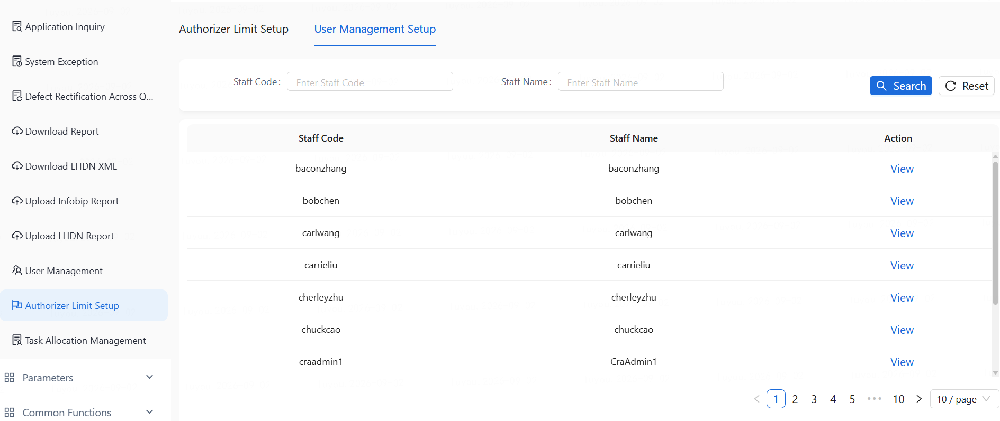 Application Inquiry
System Exception
Defect Rectification Across Q...
Download Report
Download LHDN XML
Upload Infobip Report
Upload LHDN Report
User Management
Authorizer Limit Setup
Task Allocation Management
Parameters
Common Functions
Authorizer Limit Setup User Management Setup
Staff Code: Enter Staff Code Staff Name: Enter Staff Name Search Reset
Staff Code Staff Name Action
baconzhang baconzhang View
bobchen bobchen View
carlwang carlwang View
carrieliu carrieliu View
cherleyzhu cherleyzhu View
chuckcao chuckcao View
craadmin1 CraAdmin1 View
< 1 2 3 4 5 ••• 10 > 10 / page